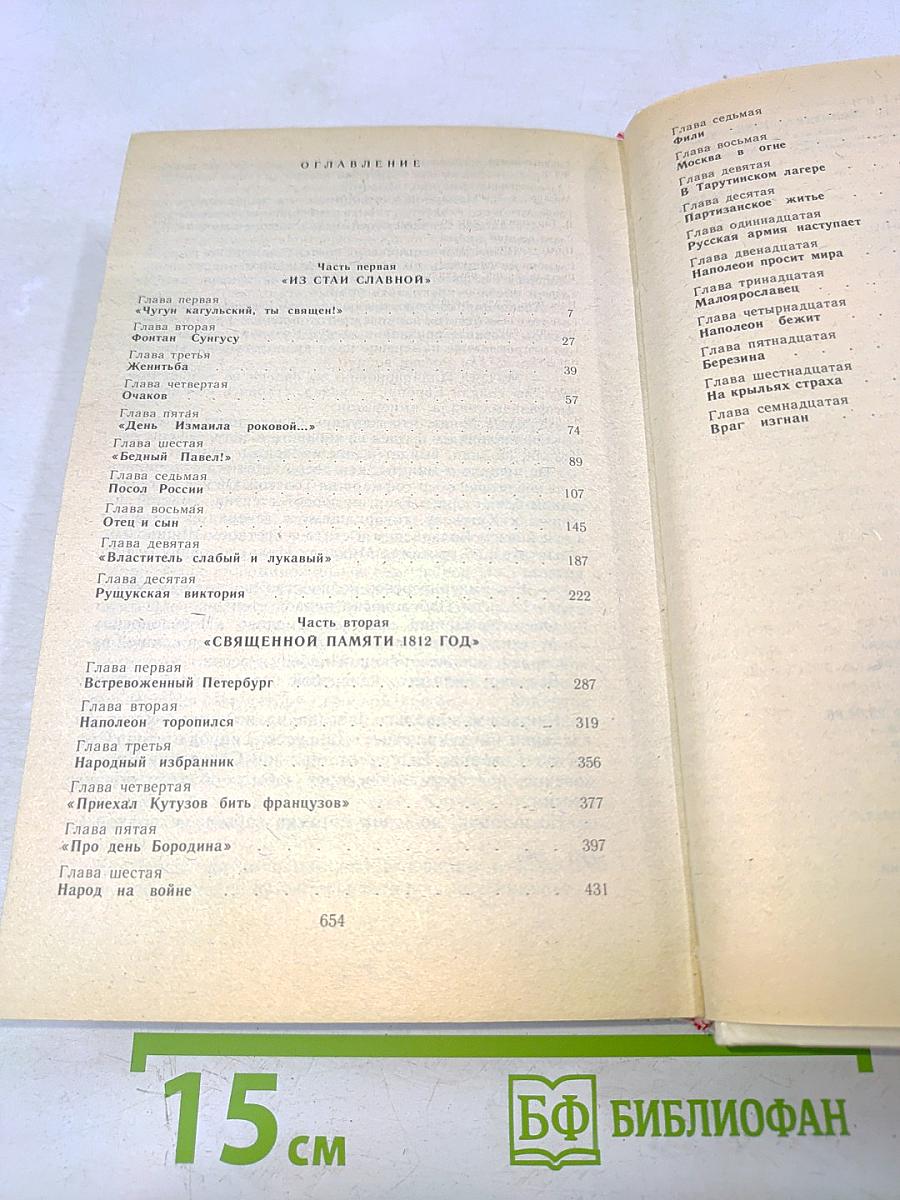 ОГЛАВЛЕНИЕ
Часть первая
«ИЗ СТАИ СЛАВНОЙ»
Глава первая
«Чугун кагульский, ты священ!» . . . . . 7
Глава вторая
Фонтан Сунгусу . . . . . 27
Глава третья
Женитьба . . . . . 39
Глава четвертая
Очаков . . . . . 57
Глава пятая
«День Измаила роковой...» . . . . . 74
Глава шестая
«Бедный Павел!» . . . . . 89
Глава седьмая
Посол России . . . . . 107
Глава восьмая
Отец и сын . . . . . 145
Глава девятая
«Властитель слабый и лукавый» . . . . . 187
Глава десятая
Рущукская виктория . . . . . 222
Часть вторая
«СВЯЩЕННОЙ ПАМЯТИ 1812 ГОД»
Глава первая
Встревоженный Петербург . . . . . 287
Глава вторая
Наполеон торопился . . . . . 319
Глава третья
Народный избранник . . . . . 356
Глава четвертая
«Приехал Кутузов бить французов» . . . . . 377
Глава пятая
«Про день Бородина» . . . . . 397
Глава шестая
Народ на войне . . . . . 431
654
Глава седьмая
Фили . . . . .
Глава восьмая
Москва в огне . . . . .
Глава девятая
В Тарутинском лагере . . . . .
Глава десятая
Партизанское житье . . . . .
Глава одиннадцатая
Русская армия наступает
Глава двенадцатая
Наполеон просит мира
Глава тринадцатая
Малоярославец . . . . .
Глава четырнадцатая
Наполеон бежит . . . . .
Глава пятнадцатая
Березина . . . . .
Глава шестнадцатая
На крыльях страха . . . . .
Глава семнадцатая
Враг изгнан . . . . .
15 см
БФ БИБЛИОФАН